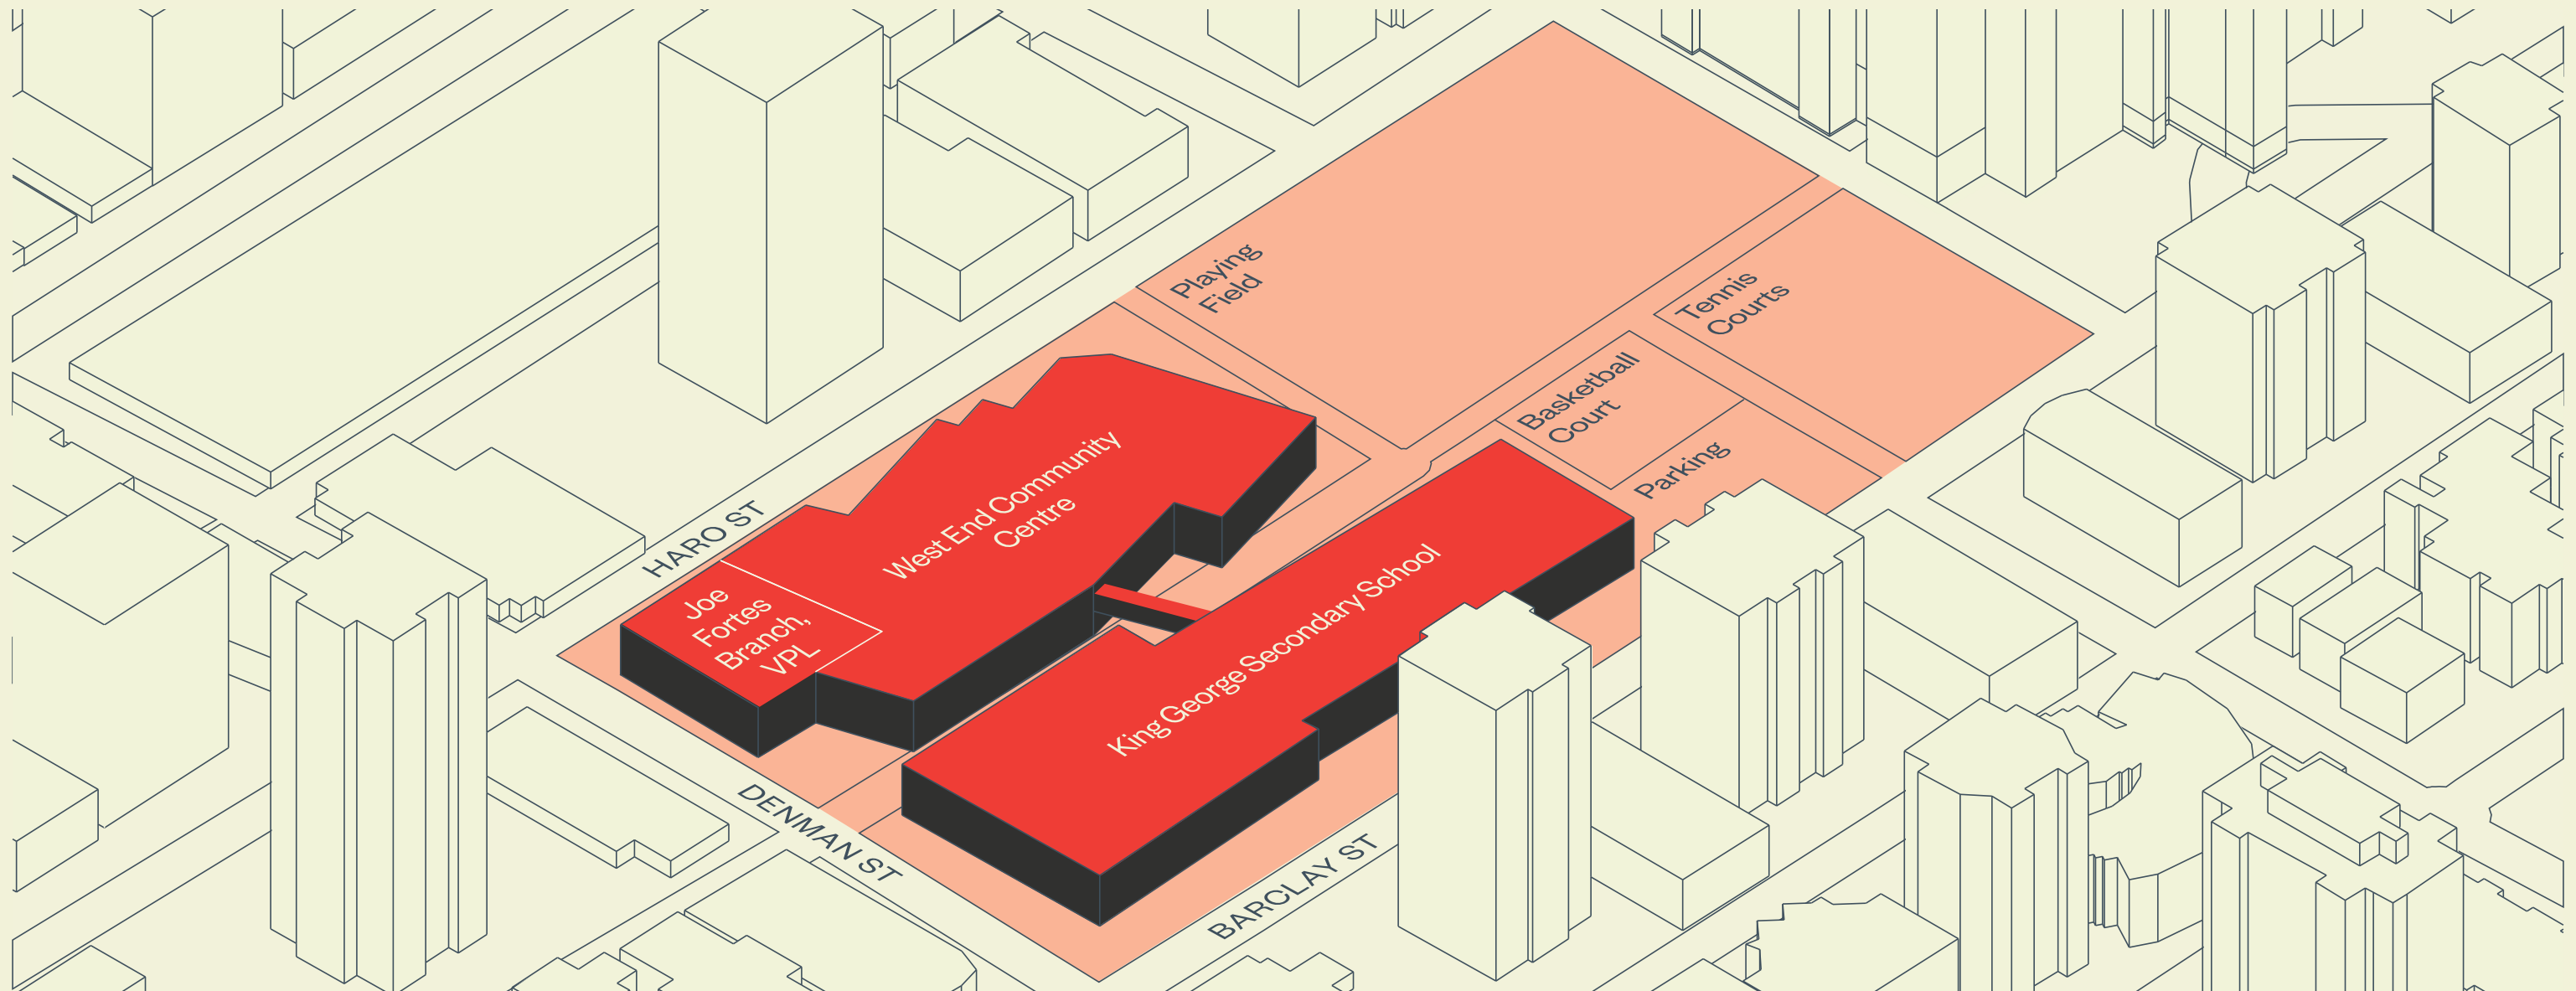 Playing
Field
Tennis
Courts
Basketball
Court
Parking
HARO ST
West End Community
Centre
Joe
Fortes
Branch,
VPL
King George Secondary School
DENMAN ST
BARCLAY ST